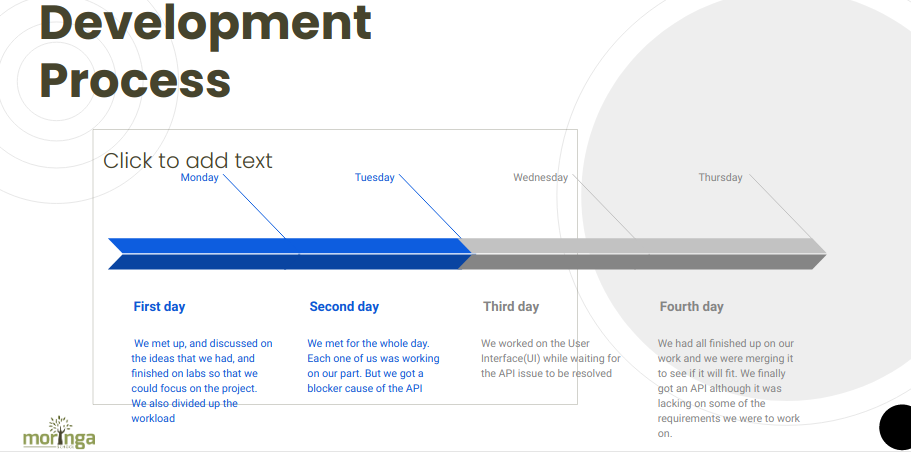 Development
Process
Click to add text
Monday
Tuesday
Wednesday
Thursday
First day
We met up, and discussed on
the ideas that we had, and
finished on labs so that we
could focus on the project.
We also divided up the
workload
Second day
We met for the whole day.
Each one of us was working
on our part. But we got a
blocker cause of the API
Third day
We worked on the User
Interface(UI) while waiting for
the API issue to be resolved
Fourth day
We had all finished up on our
work and we were merging it
to see if it will fit. We finally
got an API although it was
lacking on some of the
requirements we were to work
on.
moringa